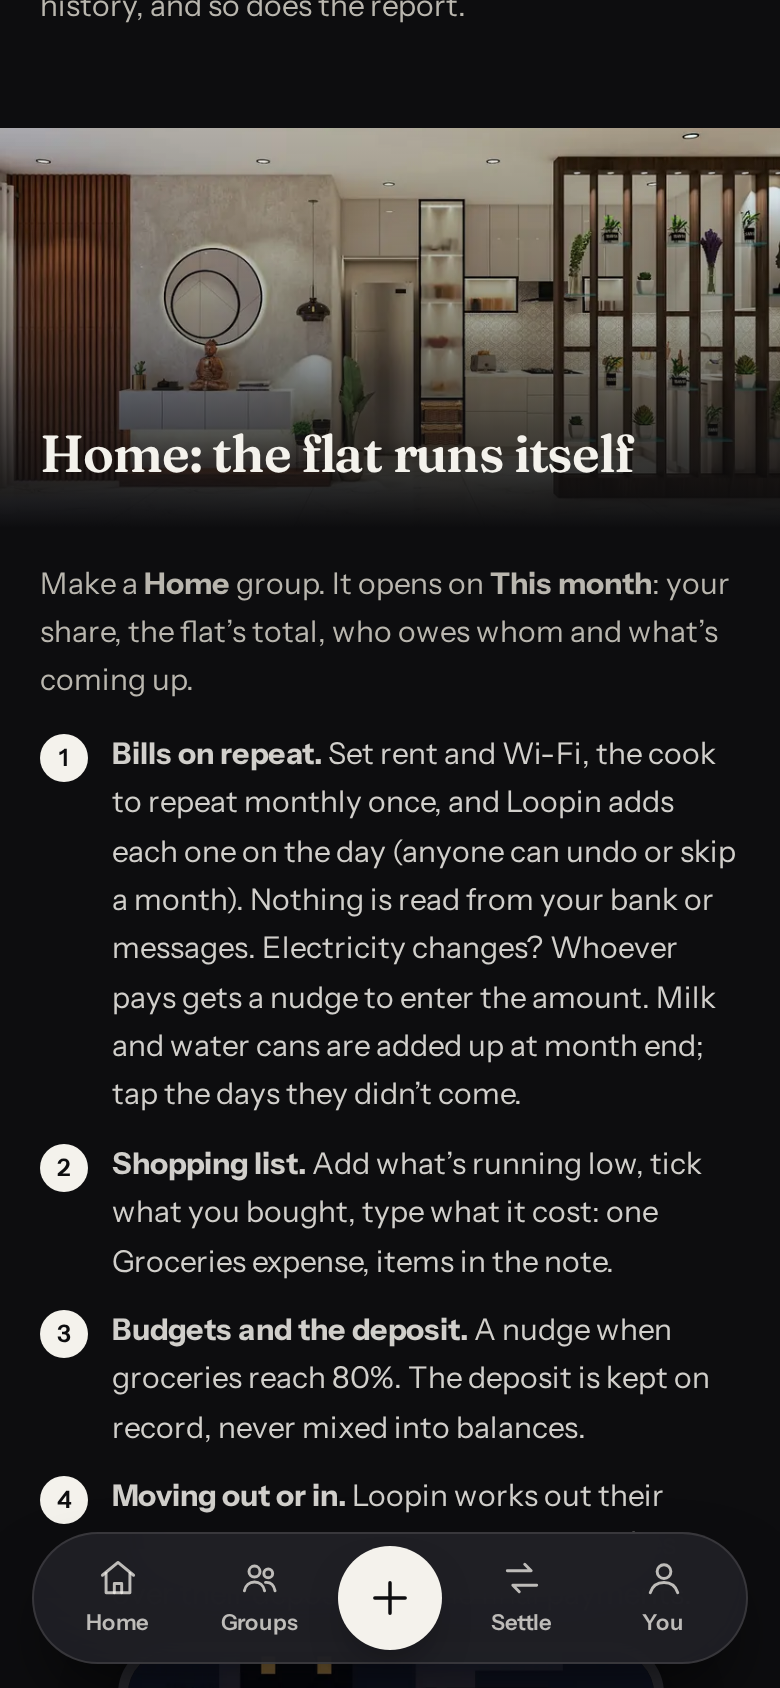 history, and so does the report.
Home: the flat runs itself
Make a Home group. It opens on This month: your
share, the flat’s total, who owes whom and what’s
coming up.
1
Bills on repeat. Set rent and Wi-Fi, the cook
to repeat monthly once, and Loopin adds
each one on the day (anyone can undo or skip
a month). Nothing is read from your bank or
messages. Electricity changes? Whoever
pays gets a nudge to enter the amount. Milk
and water cans are added up at month end;
tap the days they didn’t come.
2
Shopping list. Add what’s running low, tick
what you bought, type what it cost: one
Groceries expense, items in the note.
3
Budgets and the deposit. A nudge when
groceries reach 80%. The deposit is kept on
record, never mixed into balances.
4
Moving out or in. Loopin works out their
Home
Groups
Settle
You